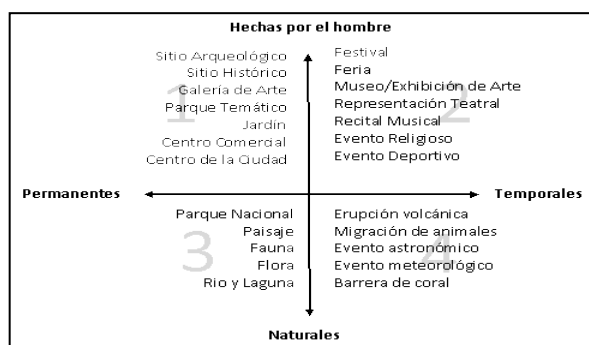 Hechas por el hombre
Sitio Arqueológico
Sitio Histórico
Galería de Arte
Parque Temático
Jardín
Centro Comercial
Centro de la Ciudad
1
Festival
Feria
Museo/Exhibición de Arte
Representación Teatral
Recital Musical
Evento Religioso
Evento Deportivo
2
Permanentes
Temporales
Parque Nacional
Paisaje
Fauna
Flora
Rio y Laguna
3
Erupción volcánica
Migración de animales
Evento astronómico
Evento meteorológico
Barrera de coral
4
Naturales